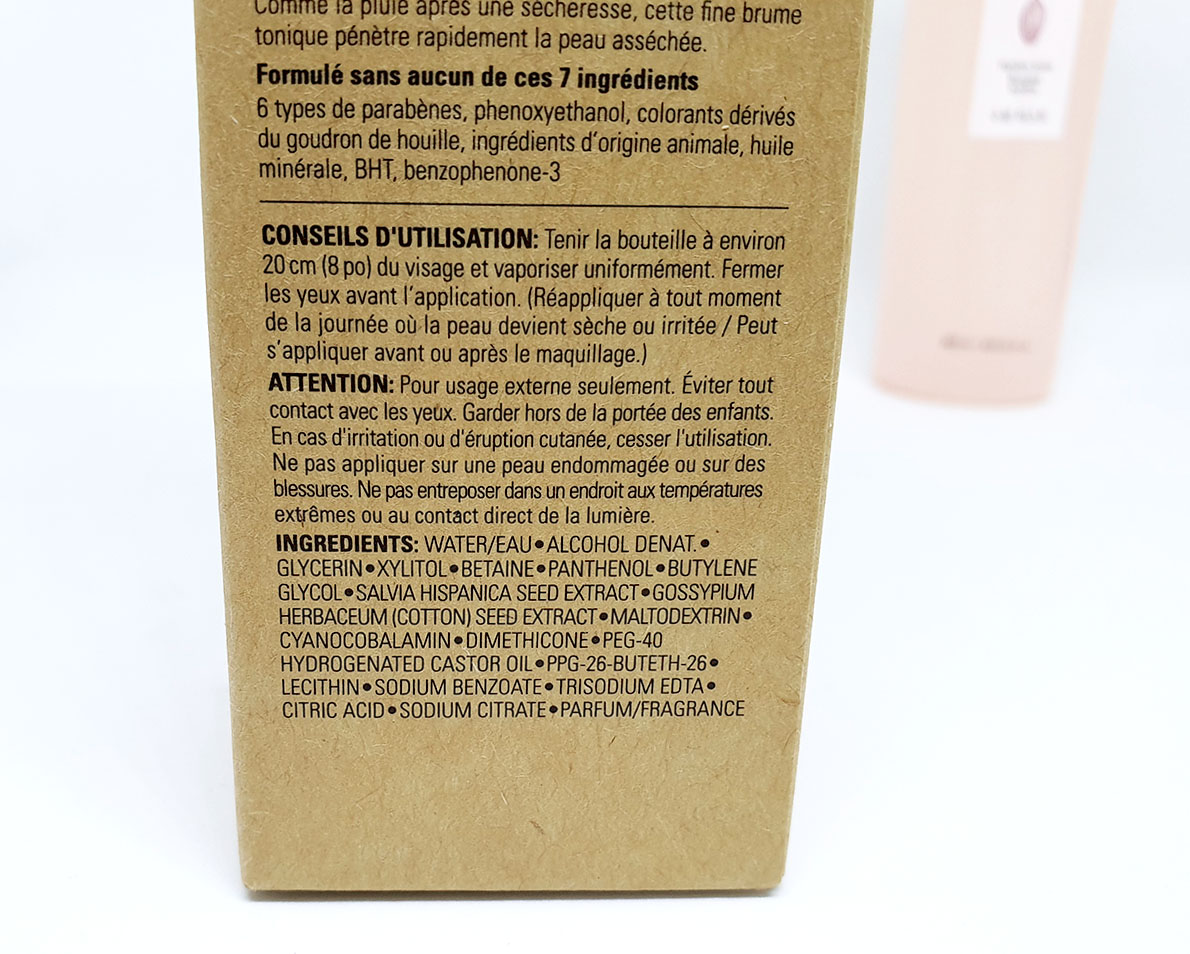 Comme la pluie après une sécheresse, cette fine brume
tonique pénètre rapidement la peau asséchée.
Formulé sans aucun de ces 7 ingrédients
6 types de parabènes, phenoxyethanol, colorants dérivés
du goudron de houille, ingrédients d'origine animale, huile
minérale, BHT, benzophenone-3
CONSEILS D'UTILISATION: Tenir la bouteille à environ
20 cm (8 po) du visage et vaporiser uniformément. Fermer
les yeux avant l'application. (Réappliquer à tout moment
de la journée où la peau devient sèche ou irritée / Peut
s'appliquer avant ou après le maquillage.)
ATTENTION: Pour usage externe seulement. Éviter tout
contact avec les yeux. Garder hors de la portée des enfants.
En cas d'irritation ou d'éruption cutanée, cesser l'utilisation.
Ne pas appliquer sur une peau endommagée ou sur des
blessures. Ne pas entreposer dans un endroit aux températures
extrêmes ou au contact direct de la lumière.
INGREDIENTS: WATER/EAU•ALCOHOL DENAT.•
GLYCERIN•XYLITOL•BETAINE•PANTHENOL•BUTYLENE
GLYCOL•SALVIA HISPANICA SEED EXTRACT•GOSSYPIUM
HERBACEUM (COTTON) SEED EXTRACT•MALTODEXTRIN•
CYANOCOBALAMIN•DIMETHICONE•PEG-40
HYDROGENATED CASTOR OIL•PPG-26-BUTETH-26•
LECITHIN•SODIUM BENZOATE•TRISODIUM EDTA•
CITRIC ACID•SODIUM CITRATE•PARFUM/FRAGRANCE